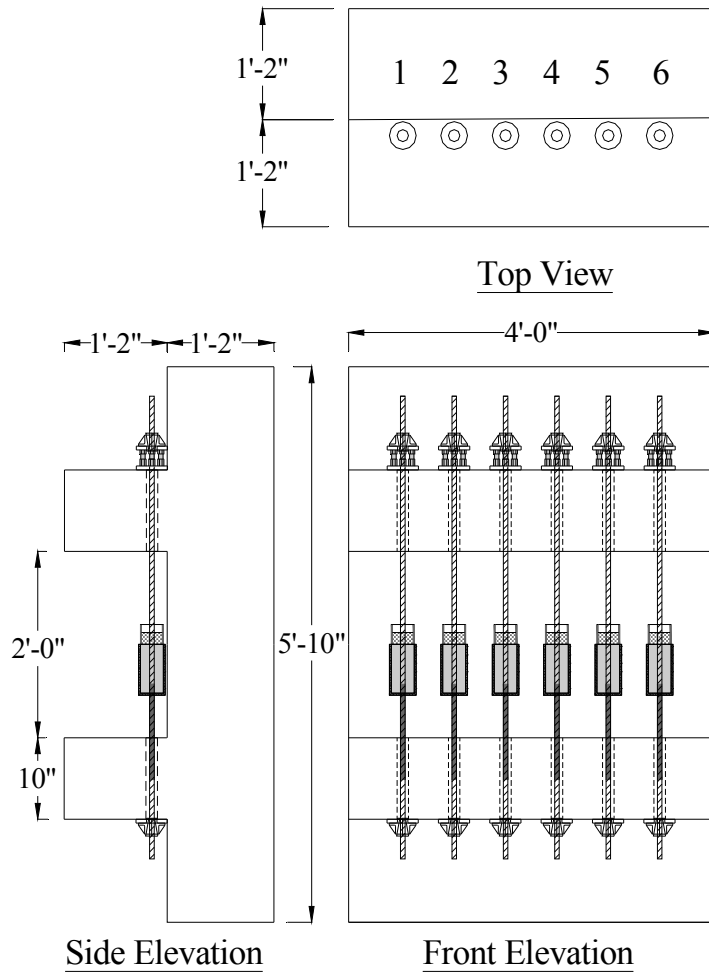 1'-2"
1 2 3 4 5 6
1'-2"
Top View
1'-2" 1'-2"
4'-0"
2'-0"
5'-10"
10"
Side Elevation
Front Elevation